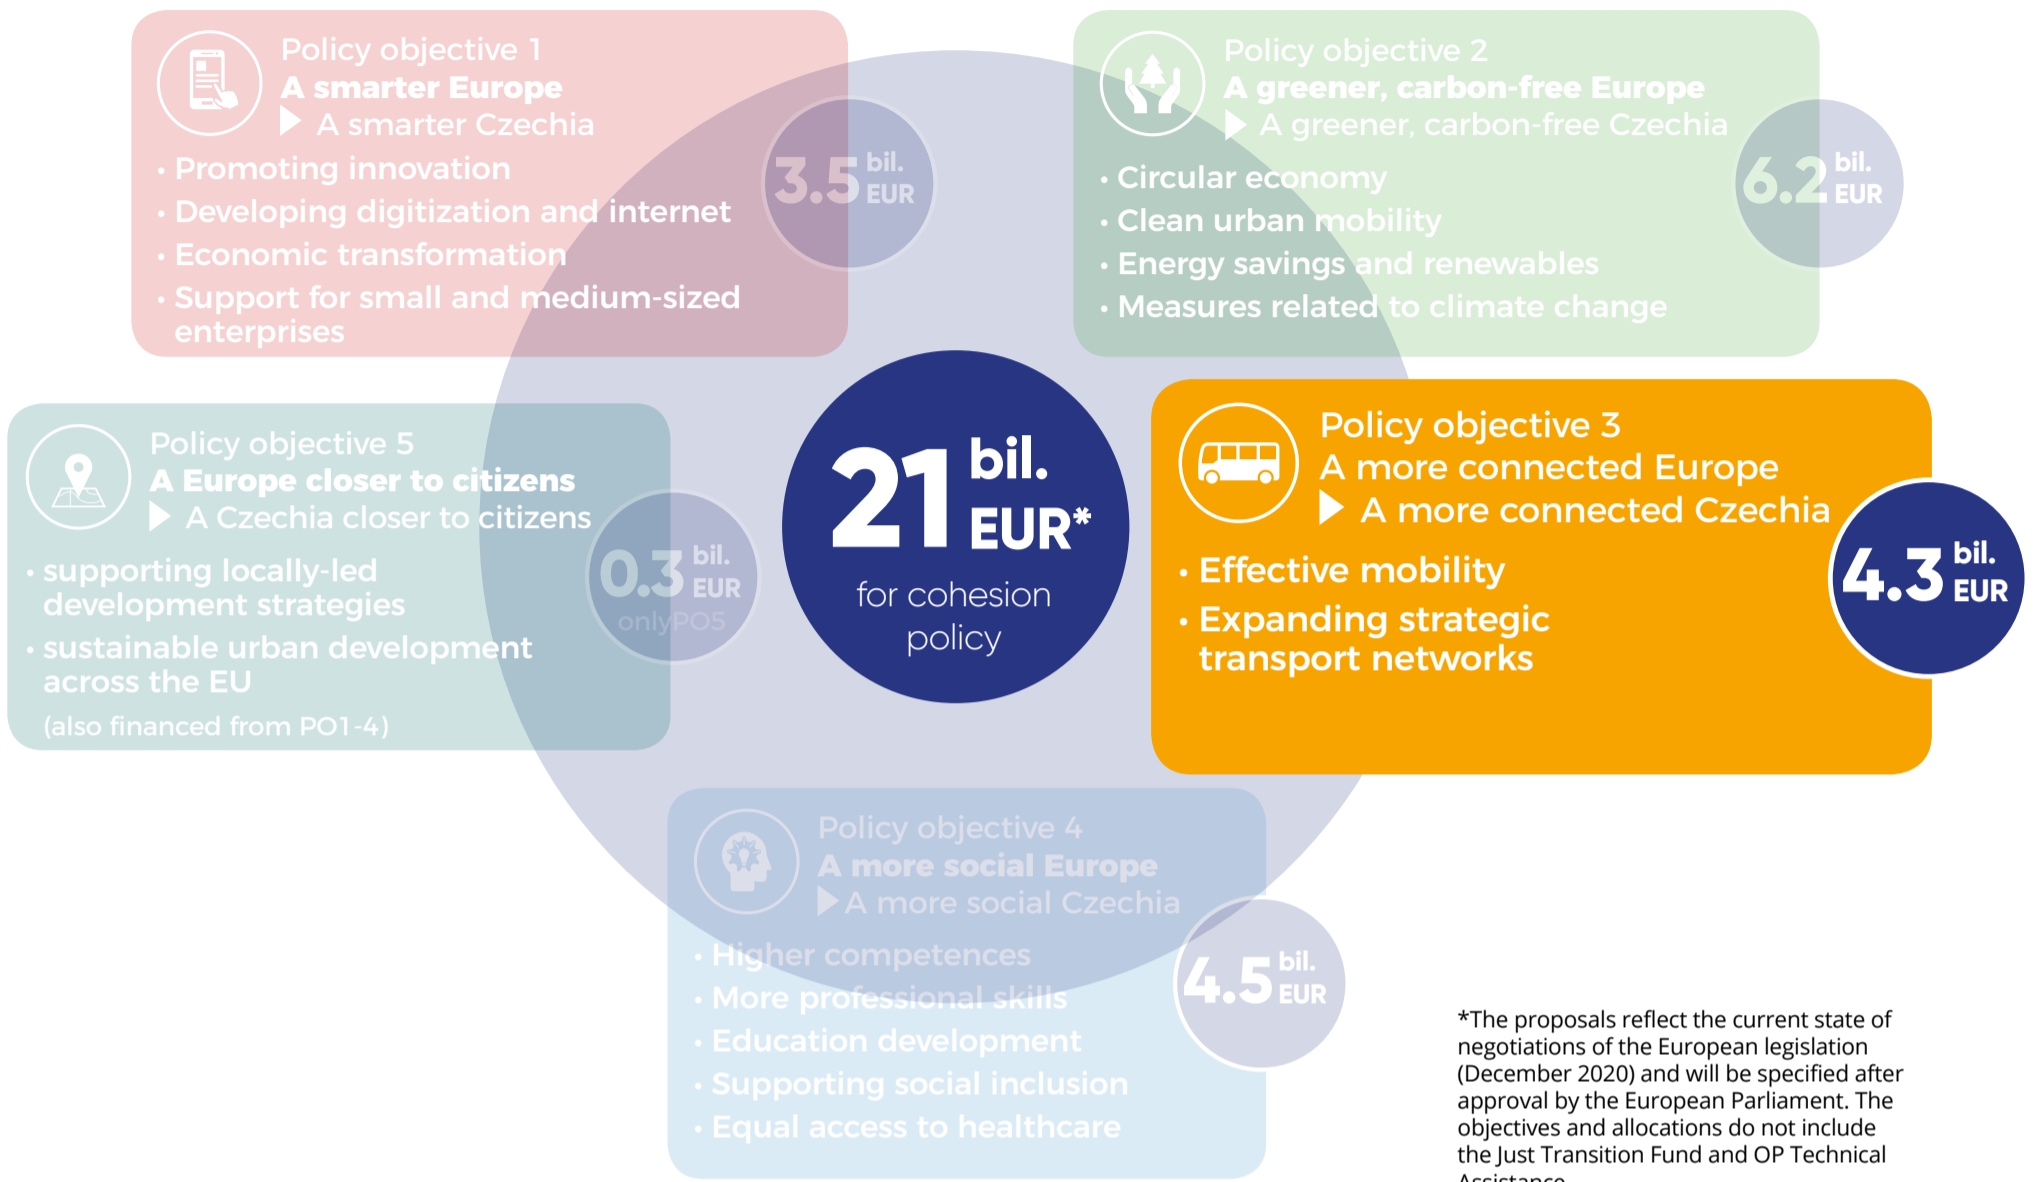 Policy objective 1
A smarter Europe
A smarter Czechia
• Promoting innovation
• Developing digitization and internet
• Economic transformation
• Support for small and medium-sized
enterprises
3.5 bil.
EUR
Policy objective 2
A greener, carbon-free Europe
A greener, carbon-free Czechia
• Circular economy
• Clean urban mobility
• Energy savings and renewables
• Measures related to climate change
6.2 bil.
EUR
Policy objective 5
A Europe closer to citizens
A Czechia closer to citizens
• supporting locally-led
development strategies
• sustainable urban development
across the EU
(also financed from PO1-4)
0.3 bil.
EUR
onlyPO5
21 bil.
EUR*
for cohesion
policy
Policy objective 3
A more connected Europe
A more connected Czechia
• Effective mobility
• Expanding strategic
transport networks
4.3 bil.
EUR
Policy objective 4
A more social Europe
A more social Czechia
• Higher competences
• More professional skills
• Education development
• Supporting social inclusion
• Equal access to healthcare
4.5 bil.
EUR
*The proposals reflect the current state of
negotiations of the European legislation
(December 2020) and will be specified after
approval by the European Parliament. The
objectives and allocations do not include
the Just Transition Fund and OP Technical
Assistance